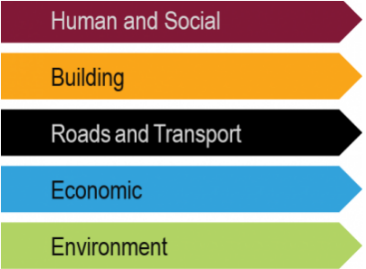 Human and Social
Building
Roads and Transport
Economic
Environment